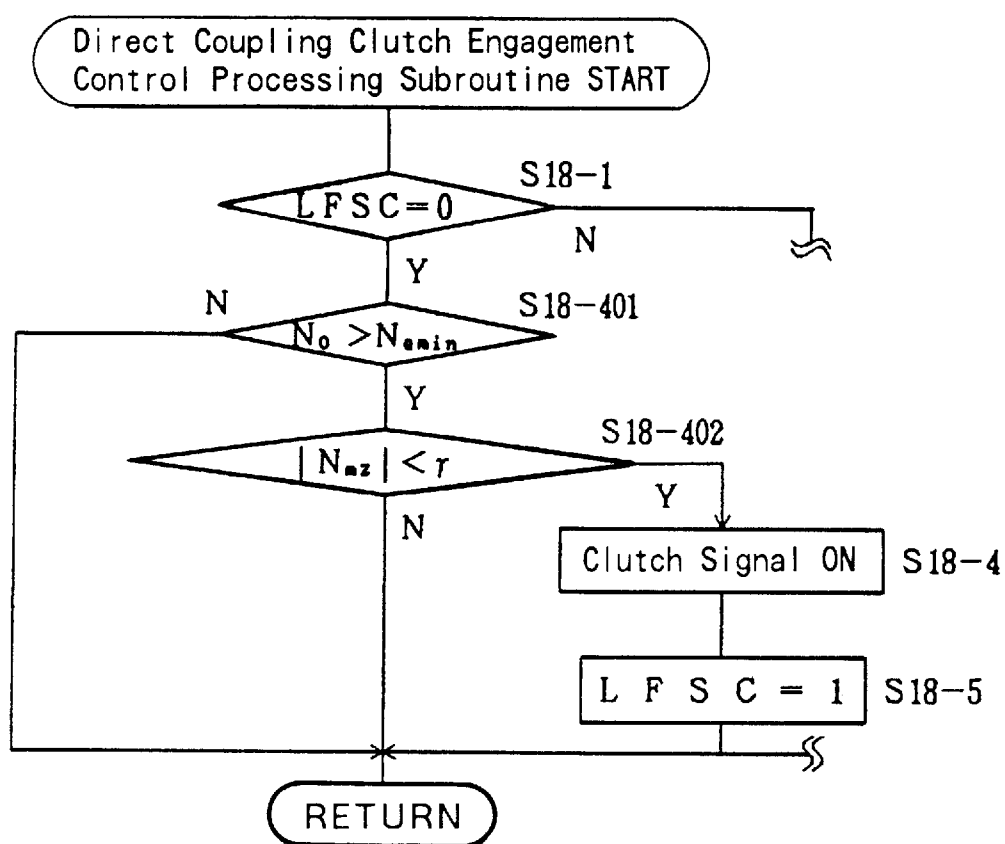 Direct Coupling Clutch Engagement
Control Processing Subroutine START
S18-1
LFSC=0
N
Y
N
S18-401
N₀ >Nemin
Y
S18-402
|Nmz| < r
Y
N
Clutch Signal ON
S18-4
LFSC=1
S18-5
RETURN